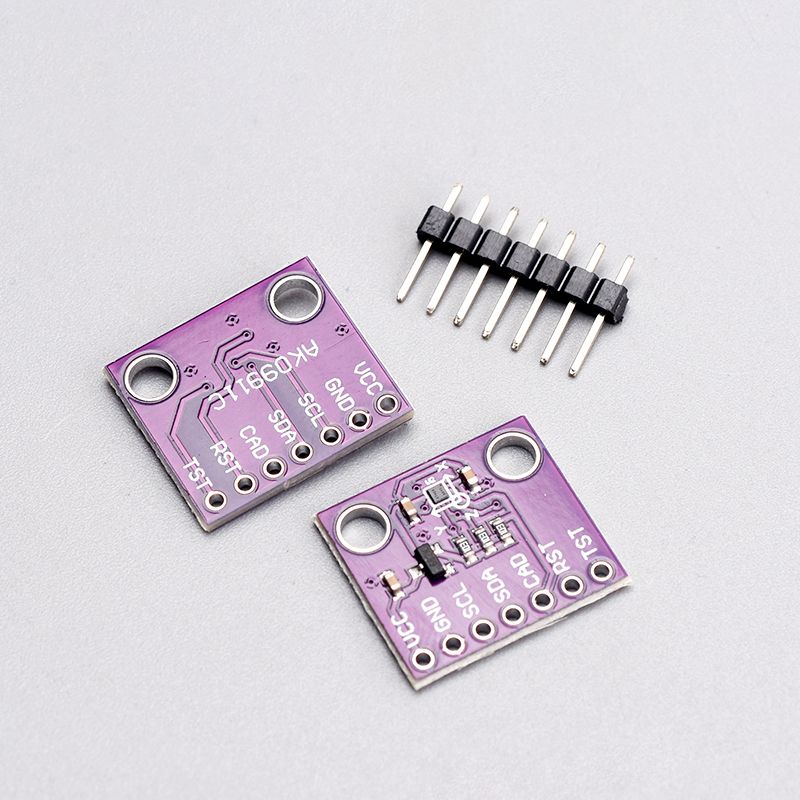 AK09911C
VCC
GND
SCL
SDA
CAD
RST
TST
X
Y
Z
VCC
GND
SCL
SDA
CAD
RST
TST